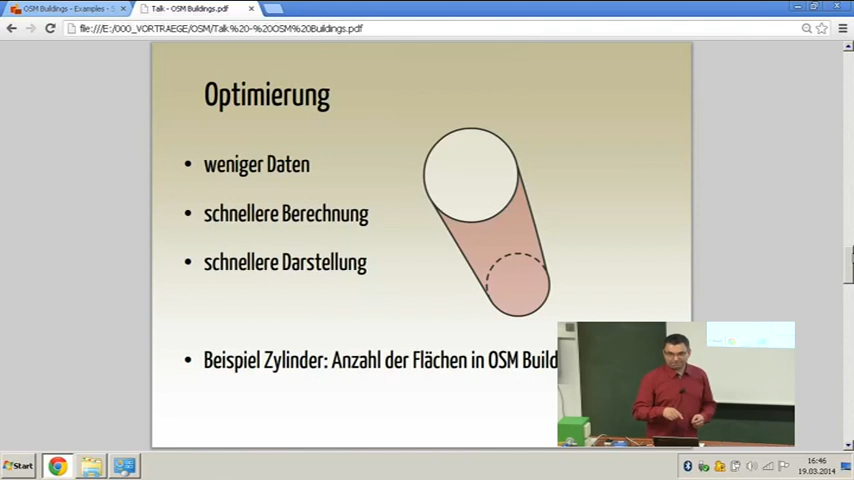 OSM Buildings - Examples - S
Talk - OSM Buildings.pdf
file:///E:/000_VORTRAEGE/OSM/Talk%20-%20OSM%20Buildings.pdf
Optimierung
• weniger Daten
• schnellere Berechnung
• schnellere Darstellung
• Beispiel Zylinder: Anzahl der Flächen in OSM Build
Start
16:46
19.03.2014